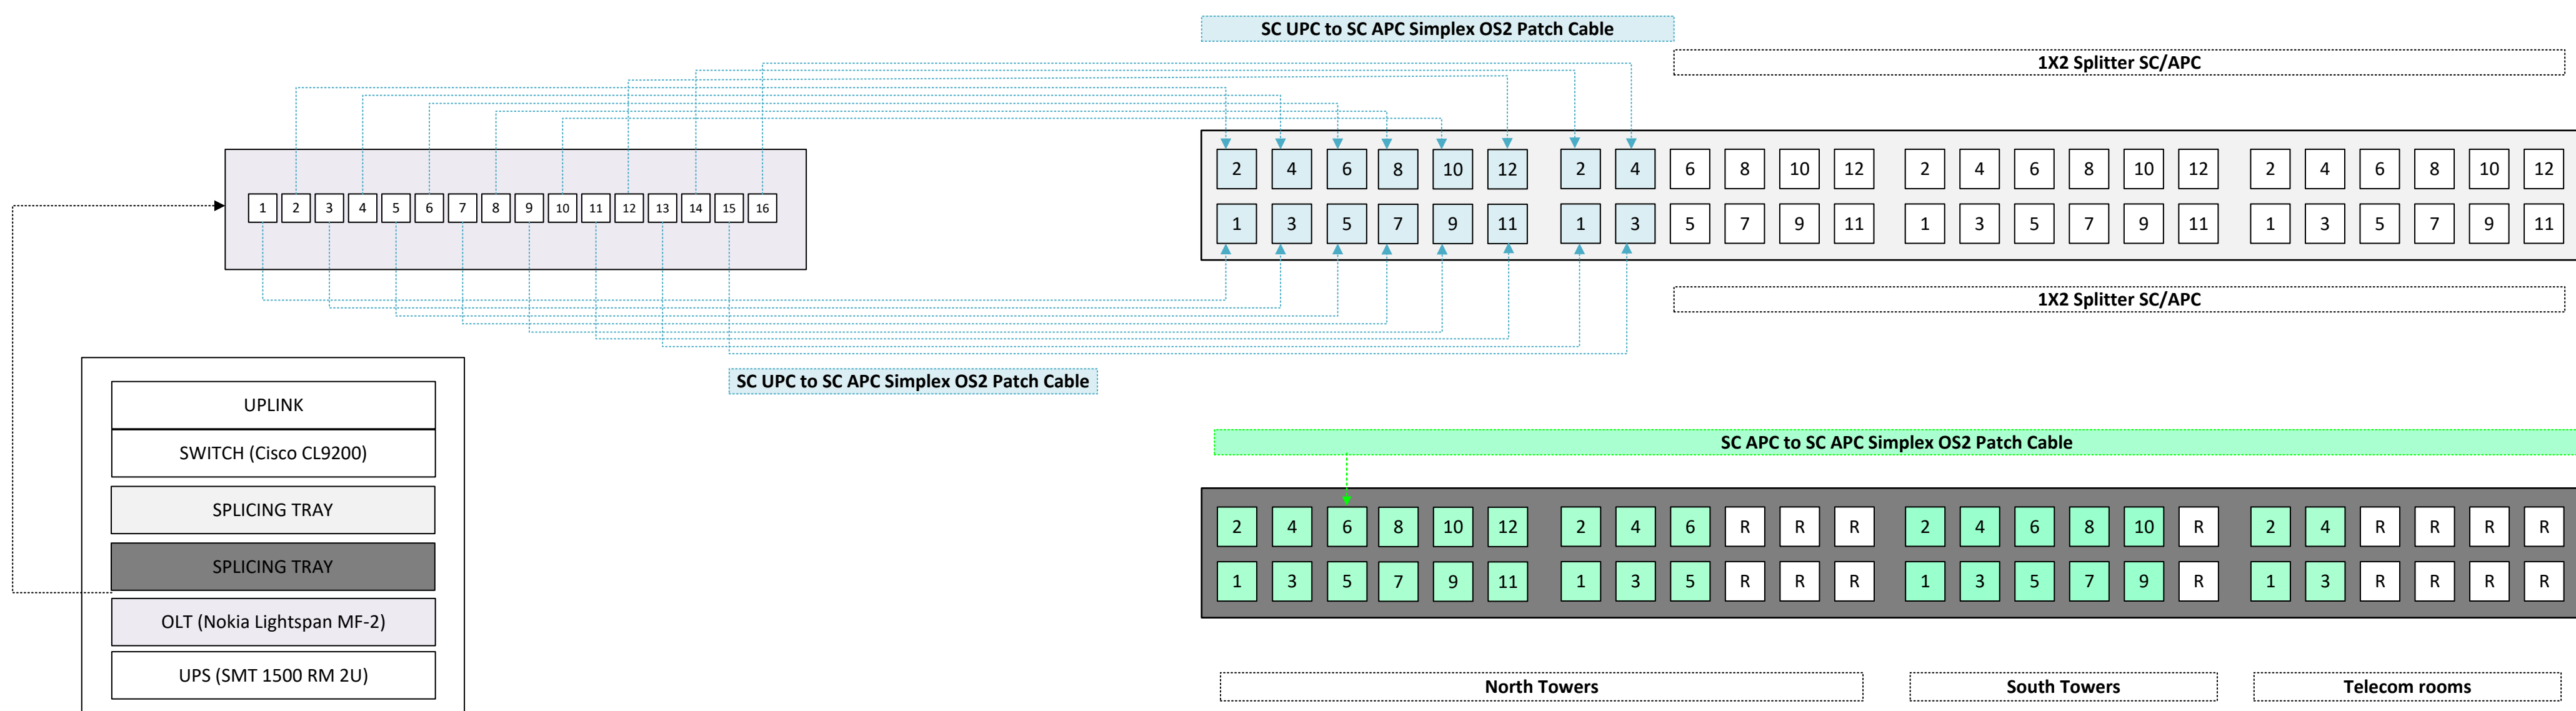 SC UPC to SC APC Simplex OS2 Patch Cable
1X2 Splitter SC/APC
2 4 6 8 10 12 2 4 6 8 10 12 2 4 6 8 10 12 2 4 6 8 10 12
1 2 3 4 5 6 7 8 9 10 11 12 13 14 15 16
1 3 5 7 9 11 1 3 5 7 9 11 1 3 5 7 9 11 1 3 5 7 9 11
1X2 Splitter SC/APC
SC UPC to SC APC Simplex OS2 Patch Cable
UPLINK
SWITCH (Cisco CL9200)
SPLICING TRAY
SPLICING TRAY
OLT (Nokia Lightspan MF-2)
UPS (SMT 1500 RM 2U)
SC APC to SC APC Simplex OS2 Patch Cable
2 4 6 8 10 12 2 4 6 R R R 2 4 6 8 10 R 2 4 R R R R
1 3 5 7 9 11 1 3 5 R R R 1 3 5 7 9 R 1 3 R R R R
North Towers
South Towers
Telecom rooms